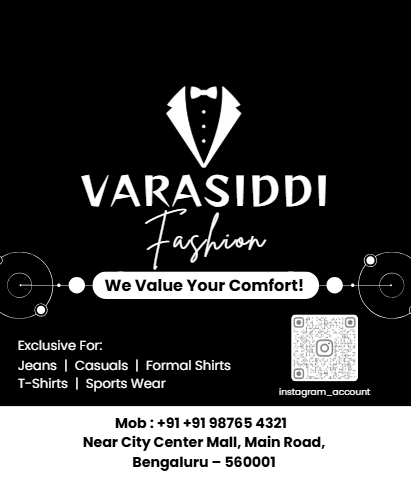 VARASIDDI
Fashion
We Value Your Comfort!
Exclusive For:
Jeans | Casuals | Formal Shirts
T-Shirts | Sports Wear
instagram_account
Mob : +91 +91 98765 4321
Near City Center Mall, Main Road,
Bengaluru – 560001